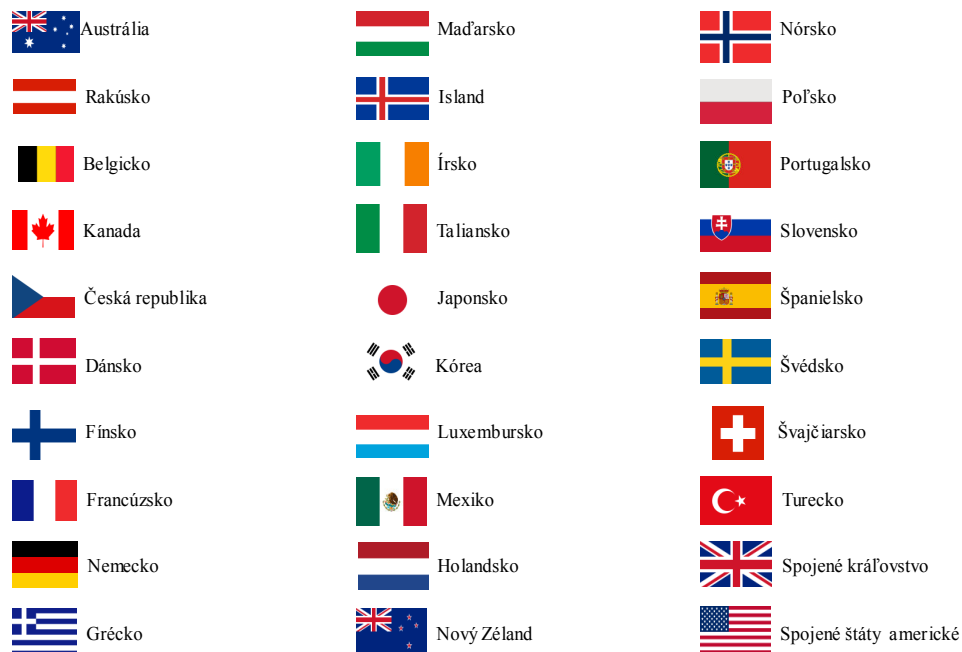 Austrália
Rakúsko
Belgicko
Kanada
Česká republika
Dánsko
Fínsko
Francúzsko
Nemecko
Grécko
Maďarsko
Island
Írsko
Taliansko
Japonsko
Kórea
Luxembursko
Mexiko
Holandsko
Nový Zéland
Nórsko
Poľsko
Portugalsko
Slovensko
Španielsko
Švédsko
Švajčiarsko
Turecko
Spojené kráľovstvo
Spojené štáty americké